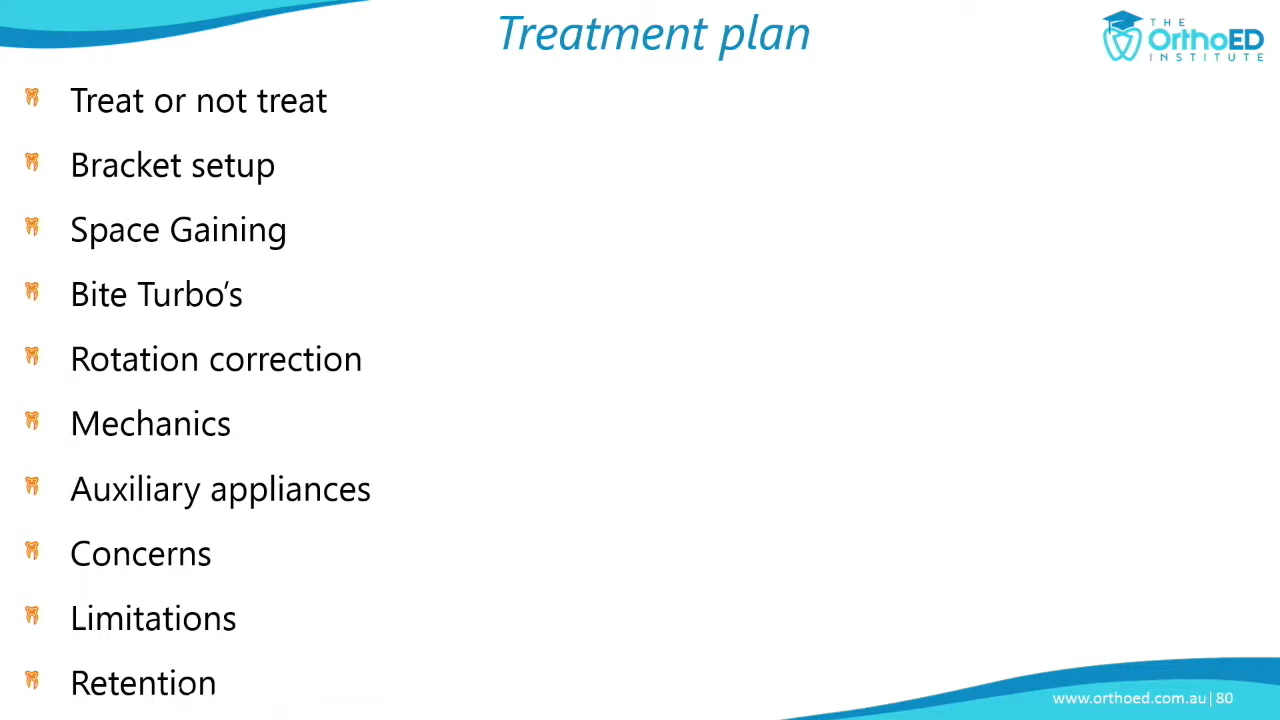 Treatment plan
THE
OrthoED
INSTITUTE
Treat or not treat
Bracket setup
Space Gaining
Bite Turbo’s
Rotation correction
Mechanics
Auxiliary appliances
Concerns
Limitations
Retention
www.orthoed.com.au| 80